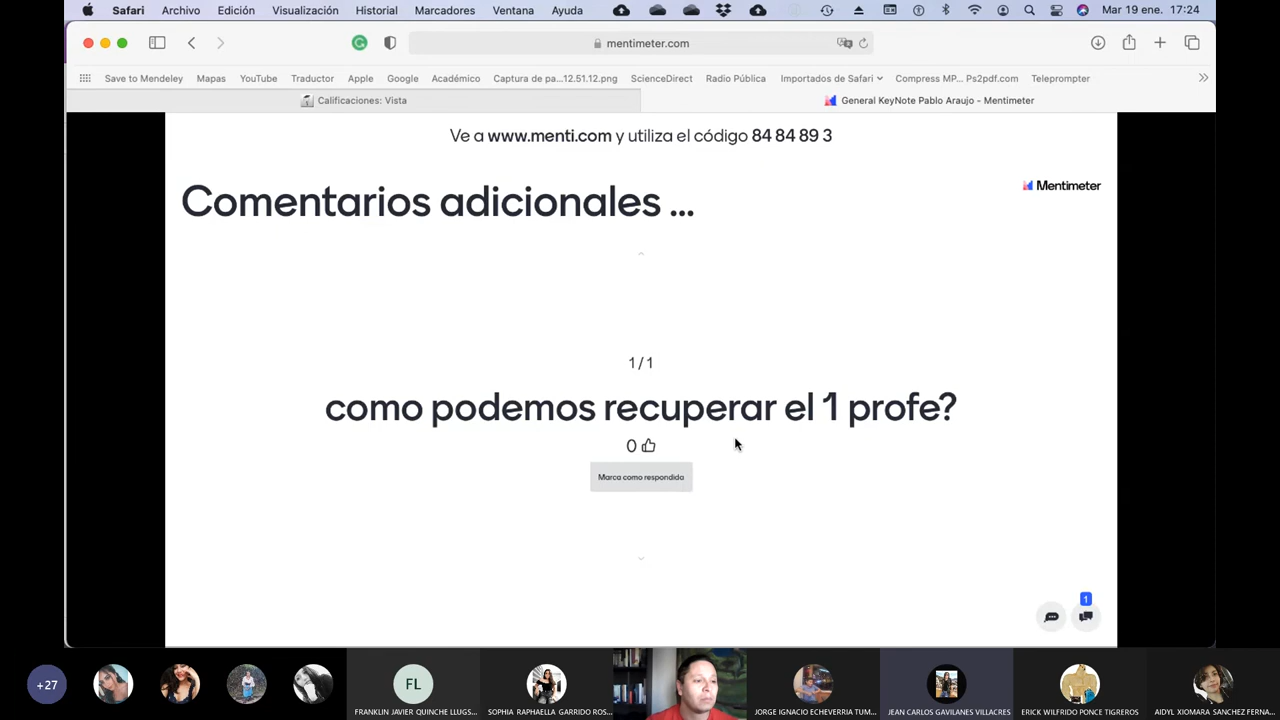 Safari Archivo Edición Visualización Historial Marcadores Ventana Ayuda Mar 19 ene. 17:24
mentimeter.com
Save to Mendeley Mapas YouTube Traductor Apple Google Académico Captura de pa...12.51.12.png ScienceDirect Radio Pública Importados de Safari Compress MP... Ps2pdf.com Teleprompter
Calificaciones: Vista General KeyNote Pablo Araujo - Mentimeter
Ve a www.menti.com y utiliza el código 84 84 89 3
Mentimeter
Comentarios adicionales ...
1 / 1
como podemos recuperar el 1 profe?
0
Marca como respondida
1
+27
FL
FRANKLIN JAVIER QUINCHE LLUGS... SOPHIA RAPHAELLA GARRIDO ROS... JORGE IGNACIO ECHEVERRIA TUM... JEAN CARLOS GAVILANES VILLACRES ERICK WILFRIDO PONCE TIGREROS AIDYL XIOMARA SANCHEZ FERNA...